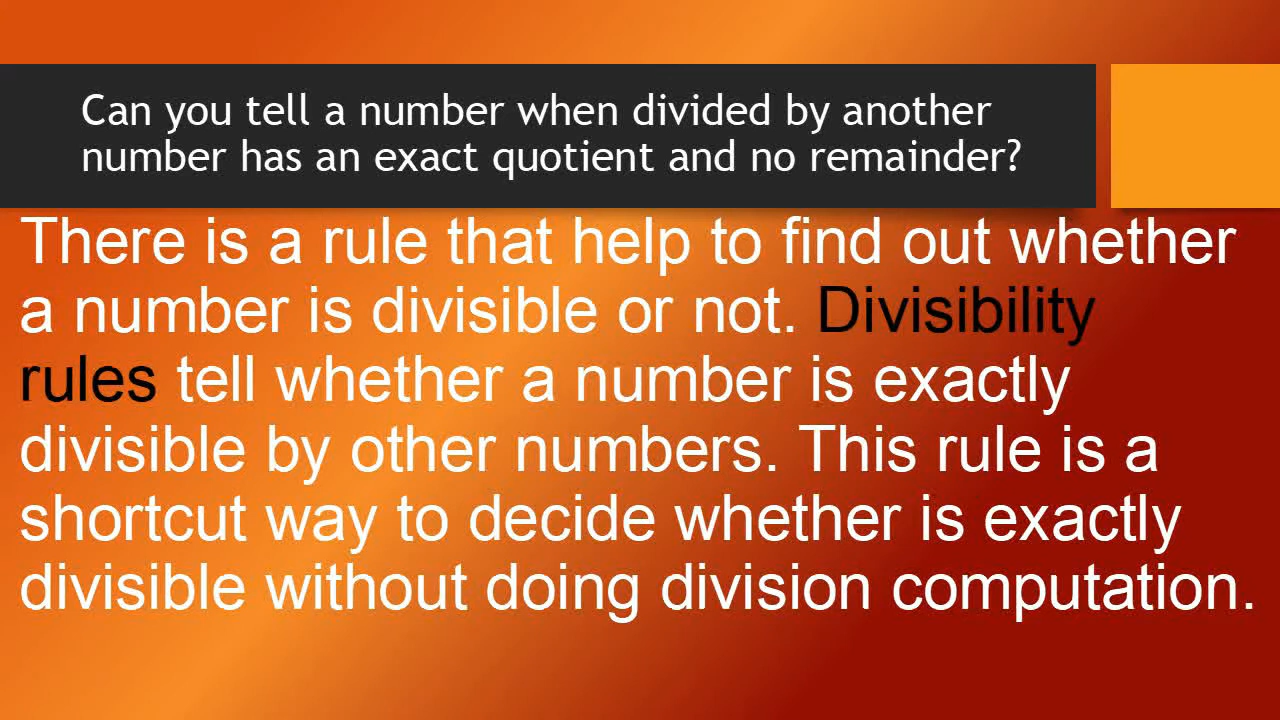 Can you tell a number when divided by another
number has an exact quotient and no remainder?
There is a rule that help to find out whether
a number is divisible or not. Divisibility
rules tell whether a number is exactly
divisible by other numbers. This rule is a
shortcut way to decide whether is exactly
divisible without doing division computation.